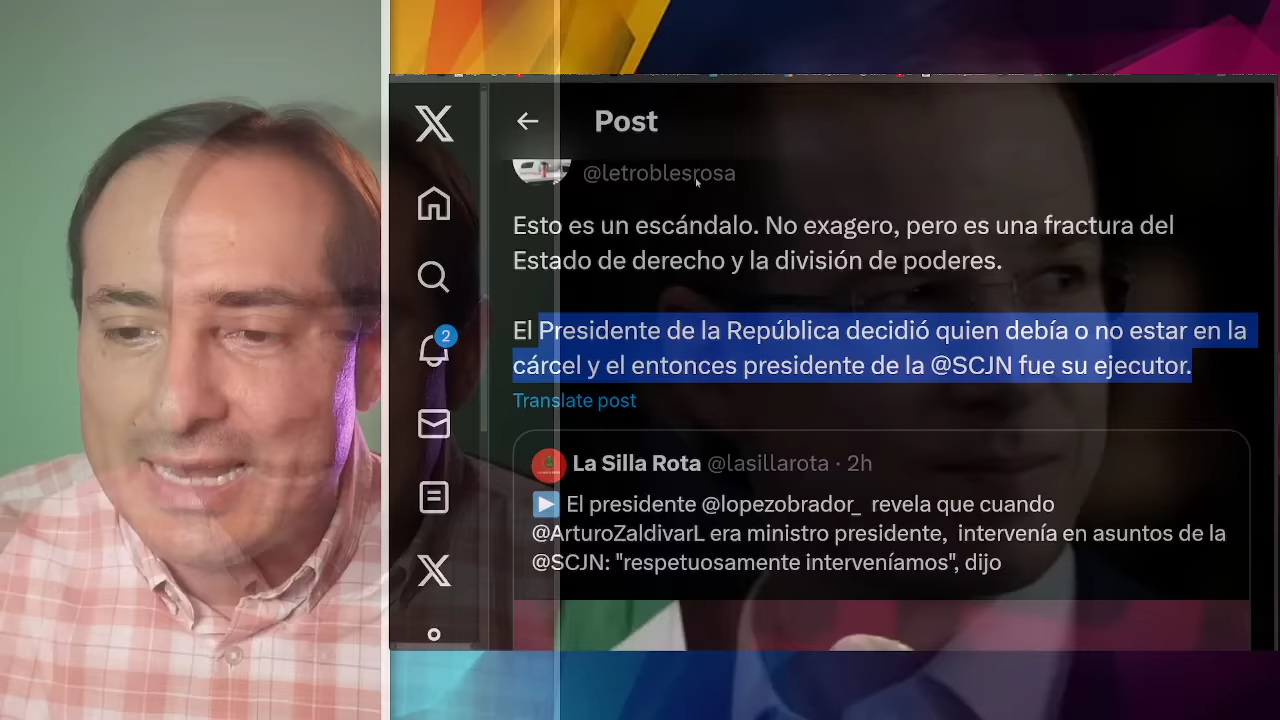 Post
@letroblesrosa
Esto es un escándalo. No exagero, pero es una fractura del
Estado de derecho y la división de poderes.
El Presidente de la República decidió quien debía o no estar en la
cárcel y el entonces presidente de la @SCJN fue su ejecutor.
2
Translate post
La Silla Rota @lasillarota · 2h
El presidente @lopezobrador_ revela que cuando
@ArturoZaldivarL era ministro presidente, intervenía en asuntos de la
@SCJN: "respetuosamente interveníamos", dijo